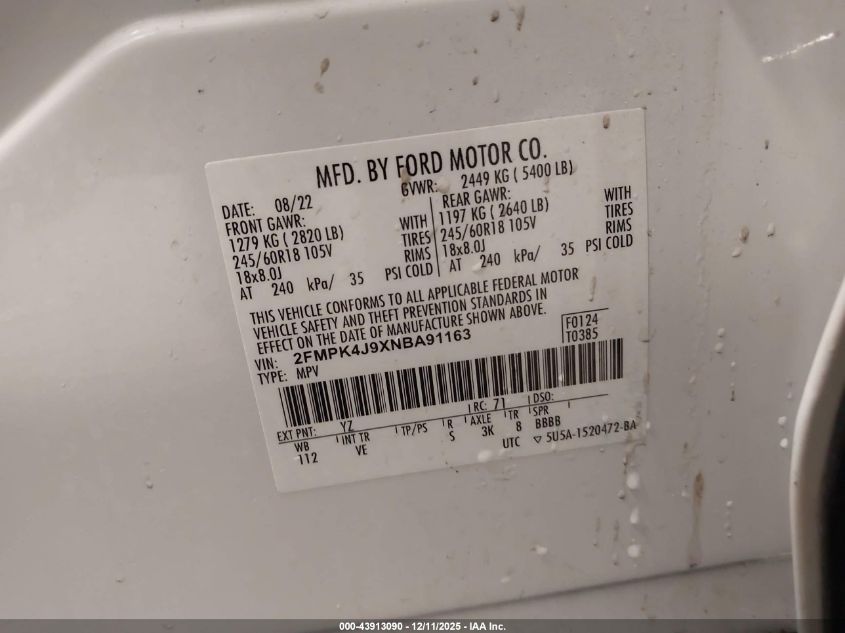 MFD. BY FORD MOTOR CO.
DATE: 08/22 GVWR: 2449 KG ( 5400 LB)
FRONT GAWR: REAR GAWR:
1279 KG ( 2820 LB) WITH 1197 KG ( 2640 LB) WITH
245/60R18 105V TIRES 245/60R18 105V TIRES
18x8.0J RIMS 18x8.0J RIMS
AT 240 kPa/ 35 PSI COLD AT 240 kPa/ 35 PSI COLD
THIS VEHICLE CONFORMS TO ALL APPLICABLE FEDERAL MOTOR
VEHICLE SAFETY AND THEFT PREVENTION STANDARDS IN
EFFECT ON THE DATE OF MANUFACTURE SHOWN ABOVE.
VIN: 2FMPK4J9XNBA91163 F0124
TYPE: MPV T0385
EXT PNT: YZ RC: 71 DSO:
WB INT TR TP/PS R AXLE TR SPR
112 VE S 3K 8 BBBB
UTC ▽ 5U5A-1520472-BA
000-43913090 - 12/11/2025 - IAA Inc.